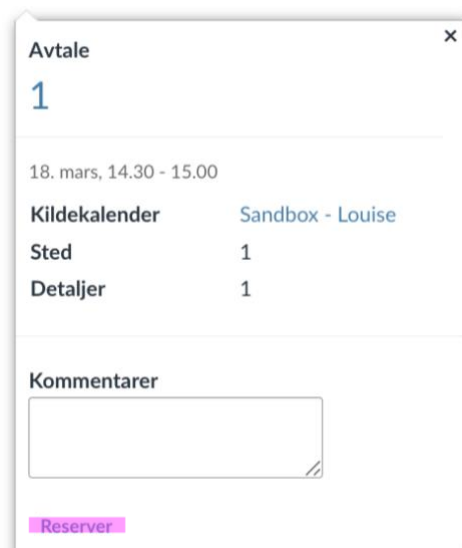 Avtale
1
18. mars, 14.30 - 15.00
Kildekalender Sandbox - Louise
Sted 1
Detaljer 1
Kommentarer
Reserver